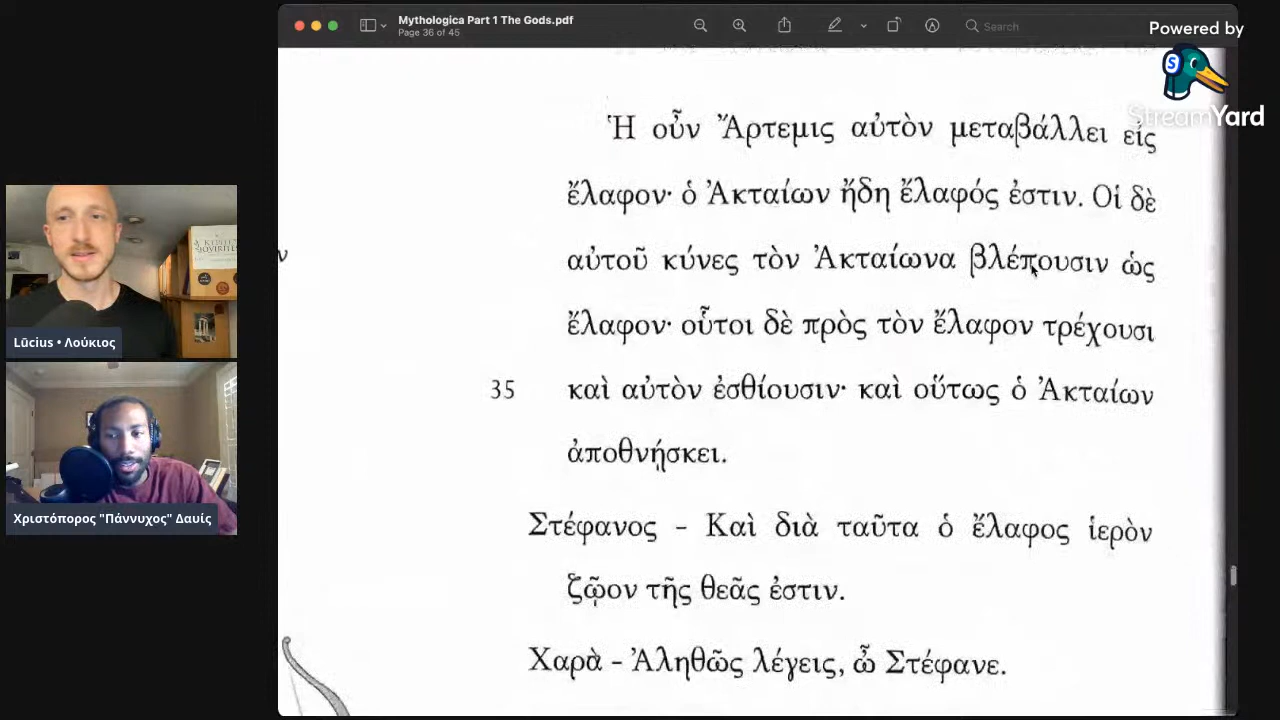 Mythologica Part 1 The Gods.pdf
Page 36 of 45
Search
Powered by
StreamYard
Ἡ οὖν Ἄρτεμις αὐτὸν μεταβάλλει εἰς
ἔλαφον· ὁ Ἀκταίων ἤδη ἔλαφός ἐστιν. Οἱ δὲ
αὐτοῦ κύνες τὸν Ἀκταίωνα βλέπουσιν ὡς
ἔλαφον· οὗτοι δὲ πρὸς τὸν ἔλαφον τρέχουσι
35 καὶ αὐτὸν ἐσθίουσιν· καὶ οὕτως ὁ Ἀκταίων
ἀποθνῄσκει.
Στέφανος – Καὶ διὰ ταῦτα ὁ ἔλαφος ἱερὸν
ζῷον τῆς θεᾶς ἐστιν.
Χαρὰ – Ἀληθῶς λέγεις, ὦ Στέφανε.
Lūcius • Λούκιος
Χριστόπορος "Πάννυχος" Δαυίς